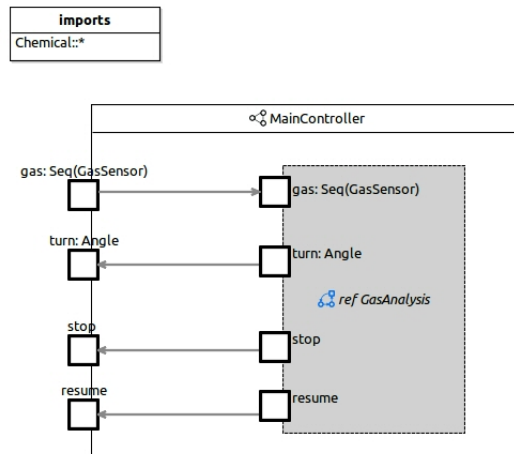 imports
Chemical::*
MainController
gas: Seq(GasSensor)
gas: Seq(GasSensor)
turn: Angle
turn: Angle
ref GasAnalysis
stop
stop
resume
resume